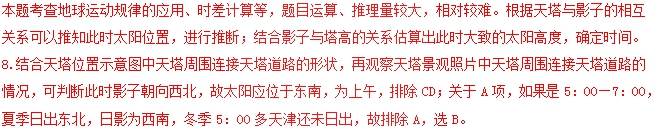 本题考查地球运动规律的应用、时差计算等，题目运算、推理量较大，相对较难。根据天塔与影子的相互
关系可以推知此时太阳位置，进行推断；结合影子与塔高的关系估算出此时大致的太阳高度，确定时间。
8.结合天塔位置示意图中天塔周围连接天塔道路的形状，再观察天塔景观照片中天塔周围连接天塔道路的
情况，可判断此时影子朝向西北，故太阳应位于东南，为上午，排除CD；关于A项，如果是5：00—7：00，
夏季日出东北，日影为西南，冬季5：00多天津还未日出，故排除A，选B。